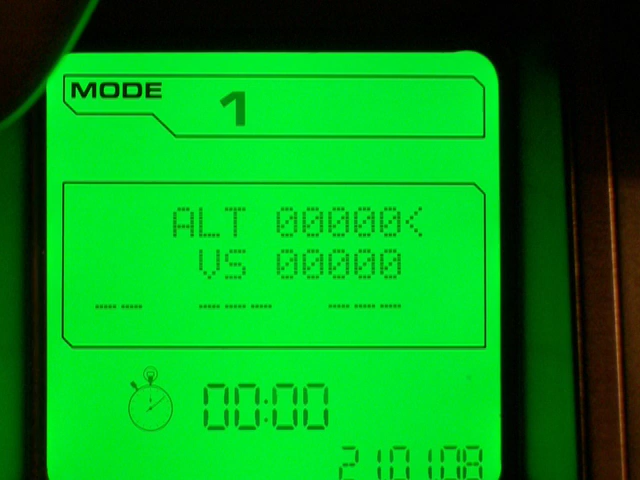 MODE 1
ALT 00000<
VS 00000
-- --- ---
00:00
21.01.08